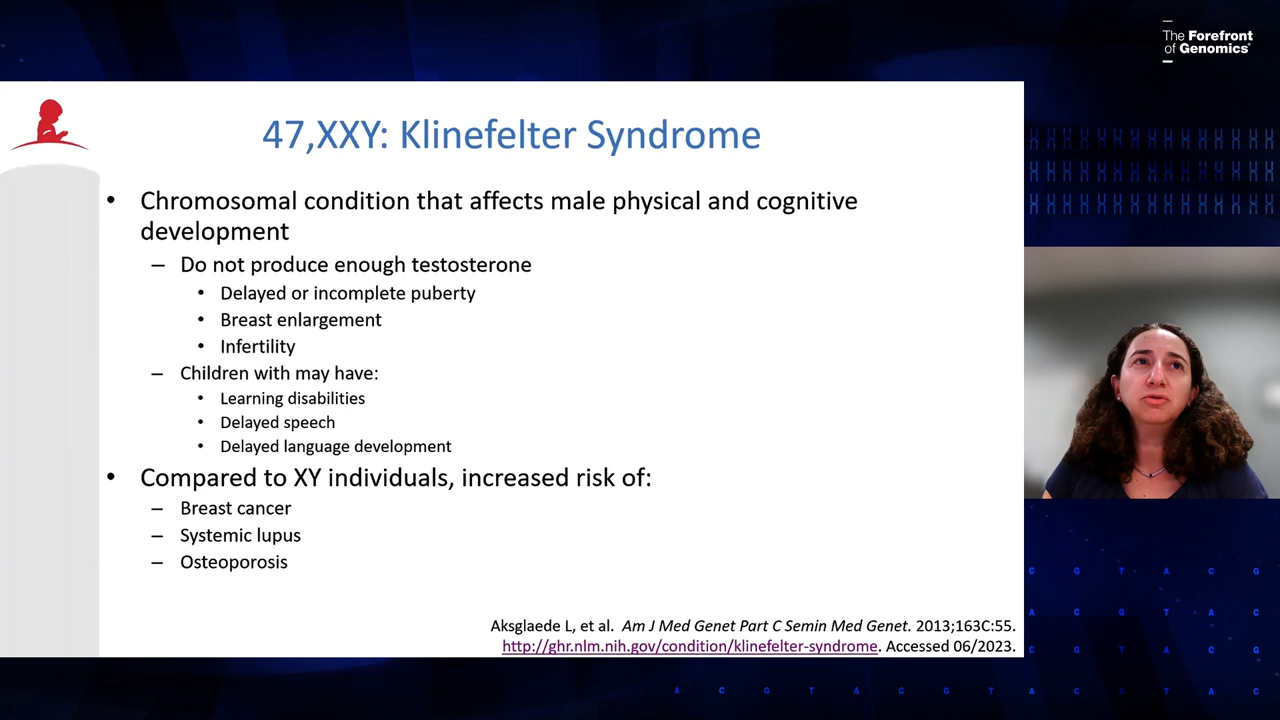 The Forefront
of Genomics®
47,XXY: Klinefelter Syndrome
• Chromosomal condition that affects male physical and cognitive
development
– Do not produce enough testosterone
• Delayed or incomplete puberty
• Breast enlargement
• Infertility
– Children with may have:
• Learning disabilities
• Delayed speech
• Delayed language development
• Compared to XY individuals, increased risk of:
– Breast cancer
– Systemic lupus
– Osteoporosis
Aksglaede L, et al. Am J Med Genet Part C Semin Med Genet. 2013;163C:55.
http://ghr.nlm.nih.gov/condition/klinefelter-syndrome. Accessed 06/2023.
C G T A C G
A C G T A C G
C G T A C G
A C G T A C G T A C G T A C